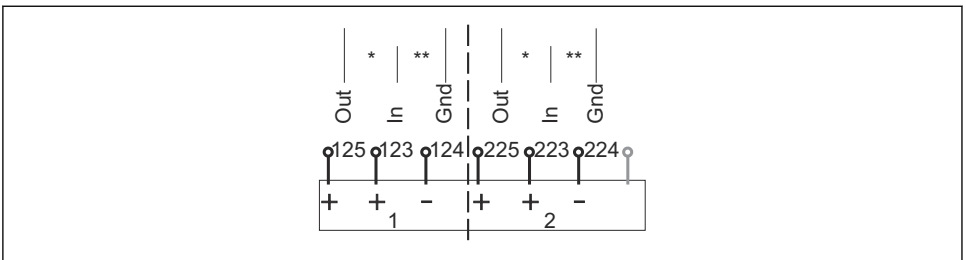 * ** * **
Out In Gnd Out In Gnd
125 123 124 225 223 224
+ + - + + -
1 2